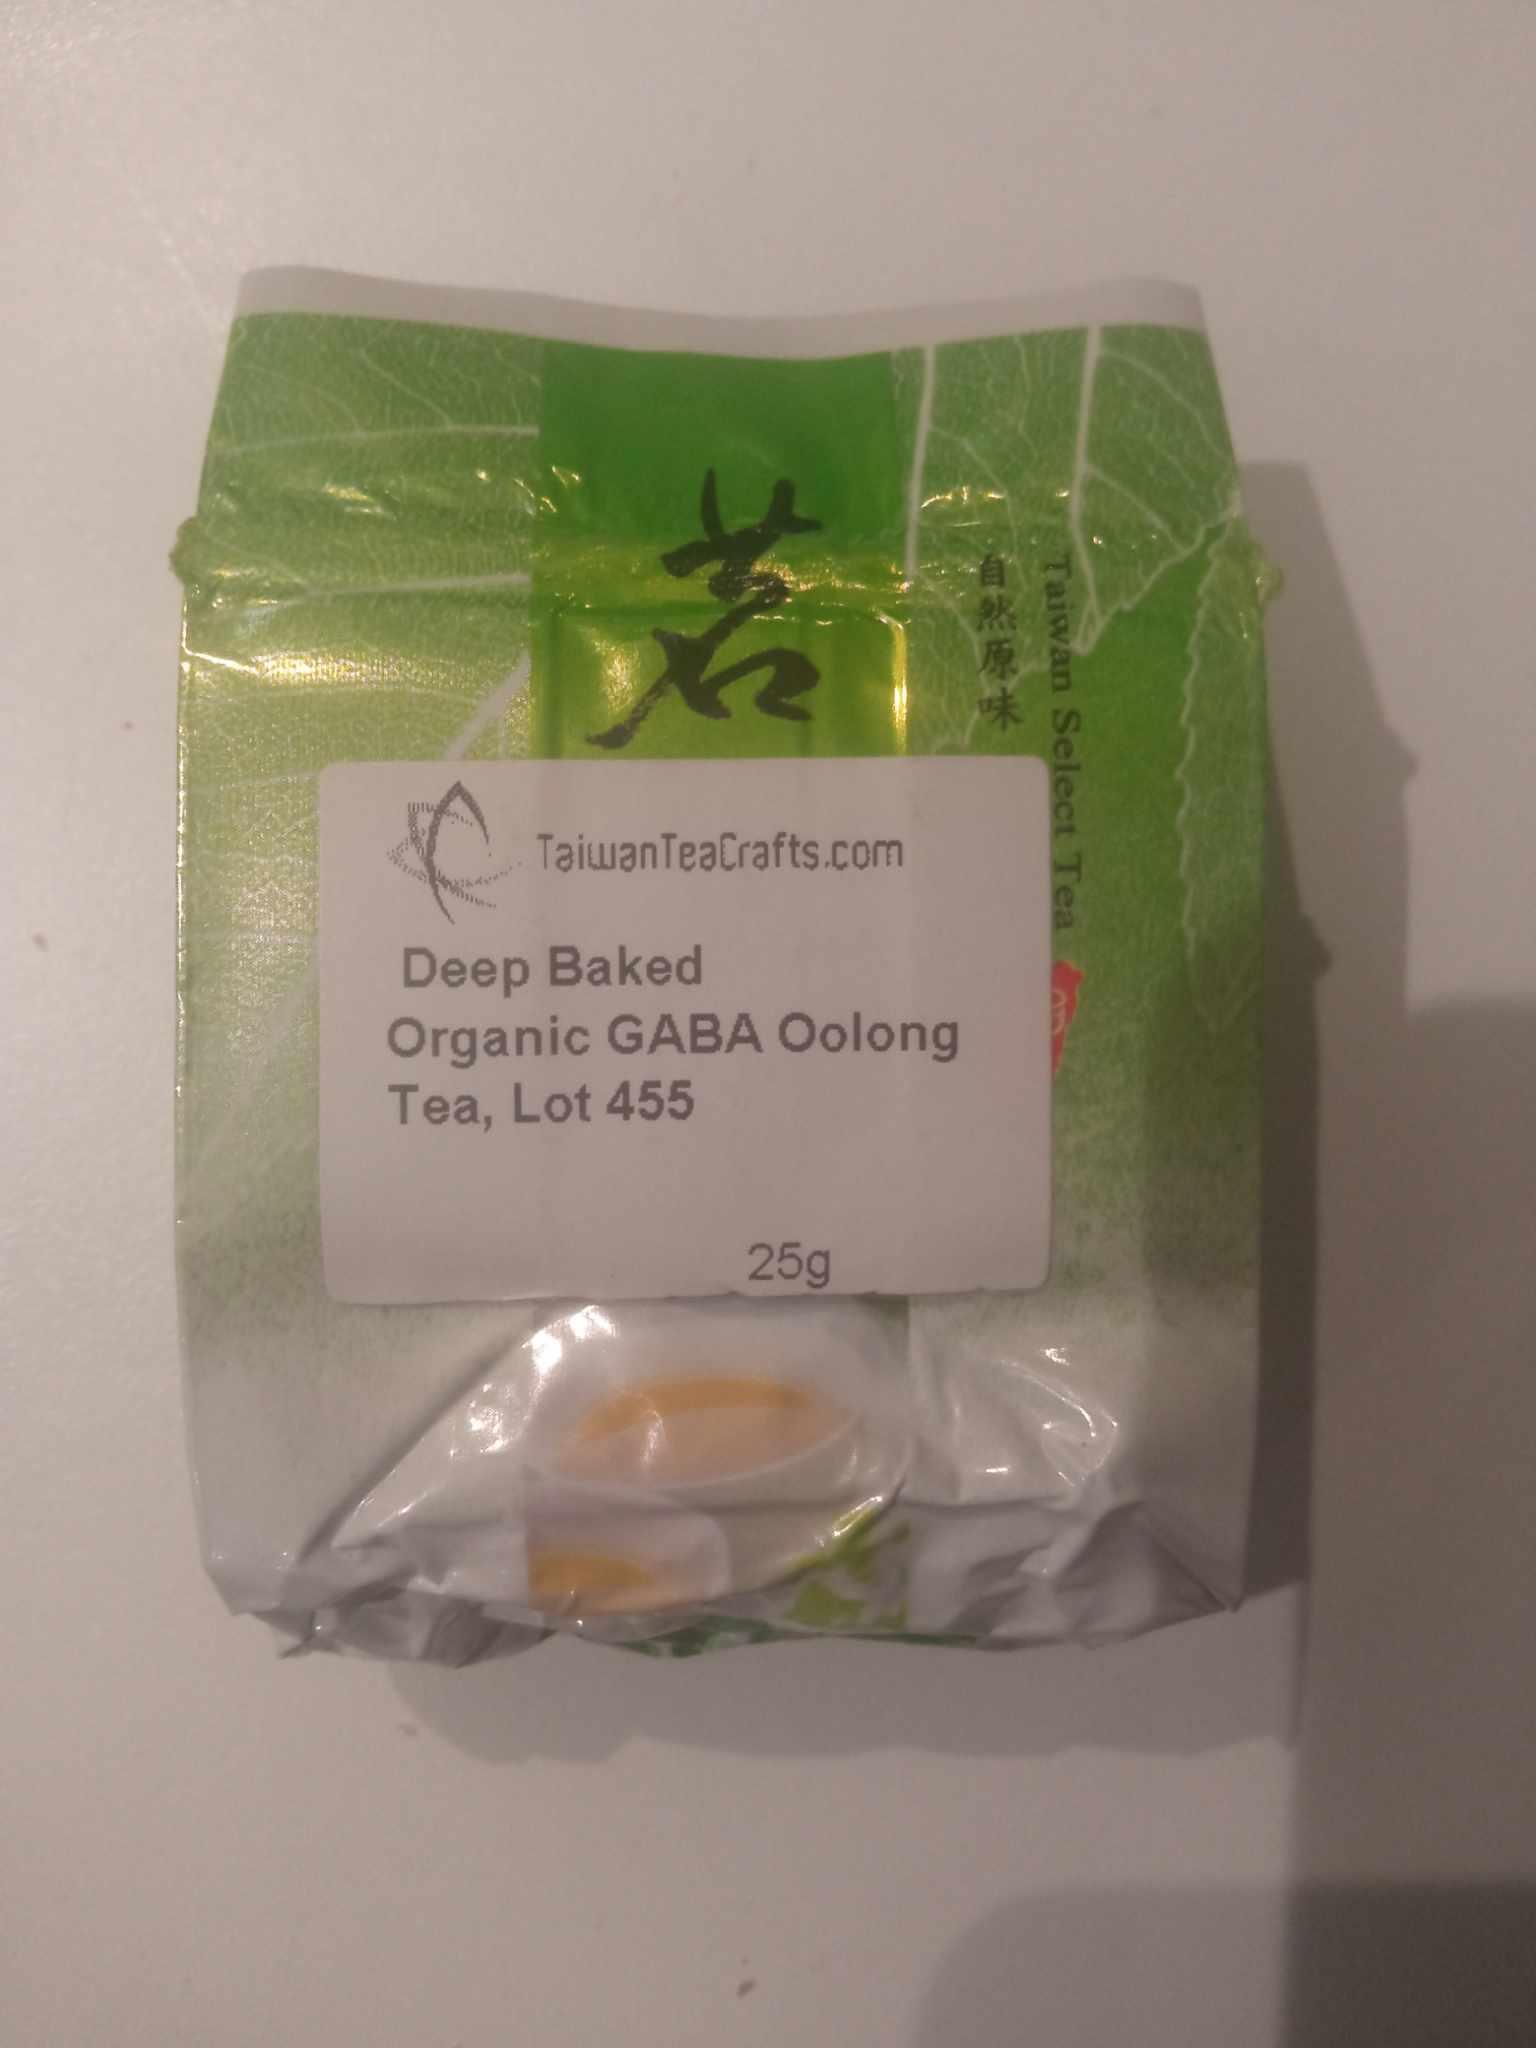 茗
自然原味
Taiwan Select Tea
TaiwanTeaCrafts.com
Deep Baked
Organic GABA Oolong
Tea, Lot 455
25g